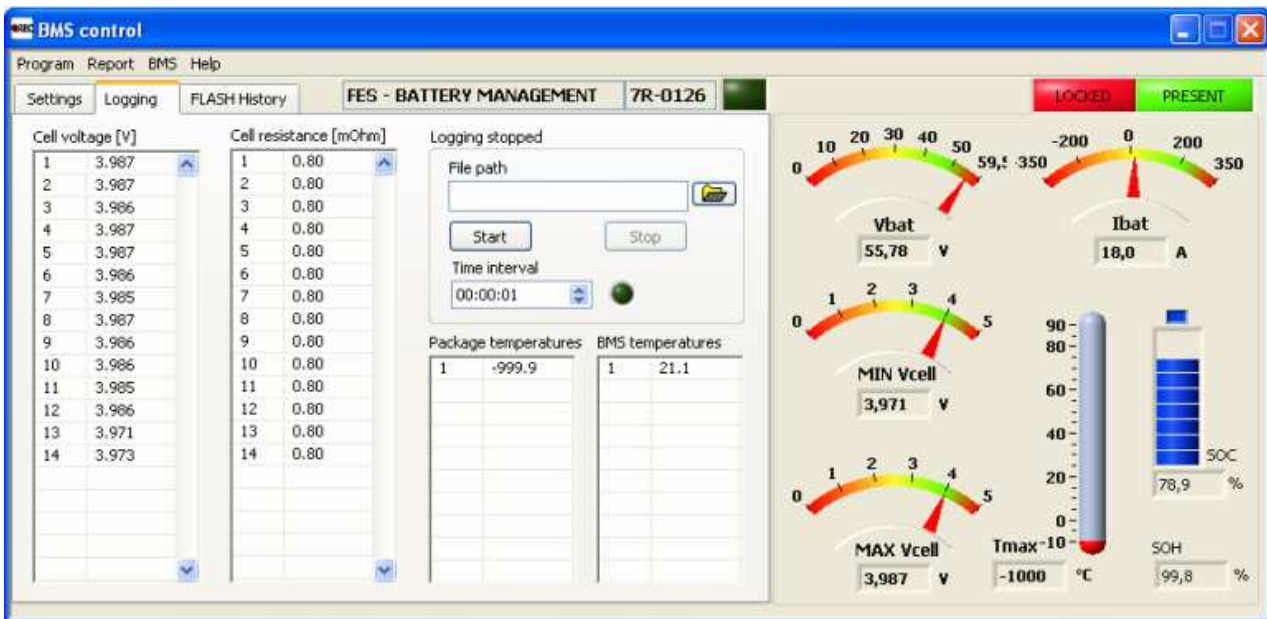 BMS control
Program Report BMS Help
Settings Logging FLASH History
FES - BATTERY MANAGEMENT 7R-0126
LOCKED PRESENT
Cell voltage [V]
1 3.987
2 3.987
3 3.986
4 3.987
5 3.987
6 3.986
7 3.985
8 3.987
9 3.986
10 3.986
11 3.985
12 3.986
13 3.971
14 3.973
Cell resistance [mOhm]
1 0.80
2 0.80
3 0.80
4 0.80
5 0.80
6 0.80
7 0.80
8 0.80
9 0.80
10 0.80
11 0.80
12 0.80
13 0.80
14 0.80
Logging stopped
File path
Start Stop
Time interval
00:00:01
Package temperatures
1 -999.9
BMS temperatures
1 21.1
0 10 20 30 40 50 59,5
Vbat
55,78 V
-350 -200 0 200 350
Ibat
18,0 A
0 1 2 3 4 5
MIN Vcell
3,971 V
0 1 2 3 4 5
MAX Vcell
3,987 V
90
80
60
40
20
0
-10
Tmax
-1000 °C
SOC
78,9 %
SOH
99,8 %